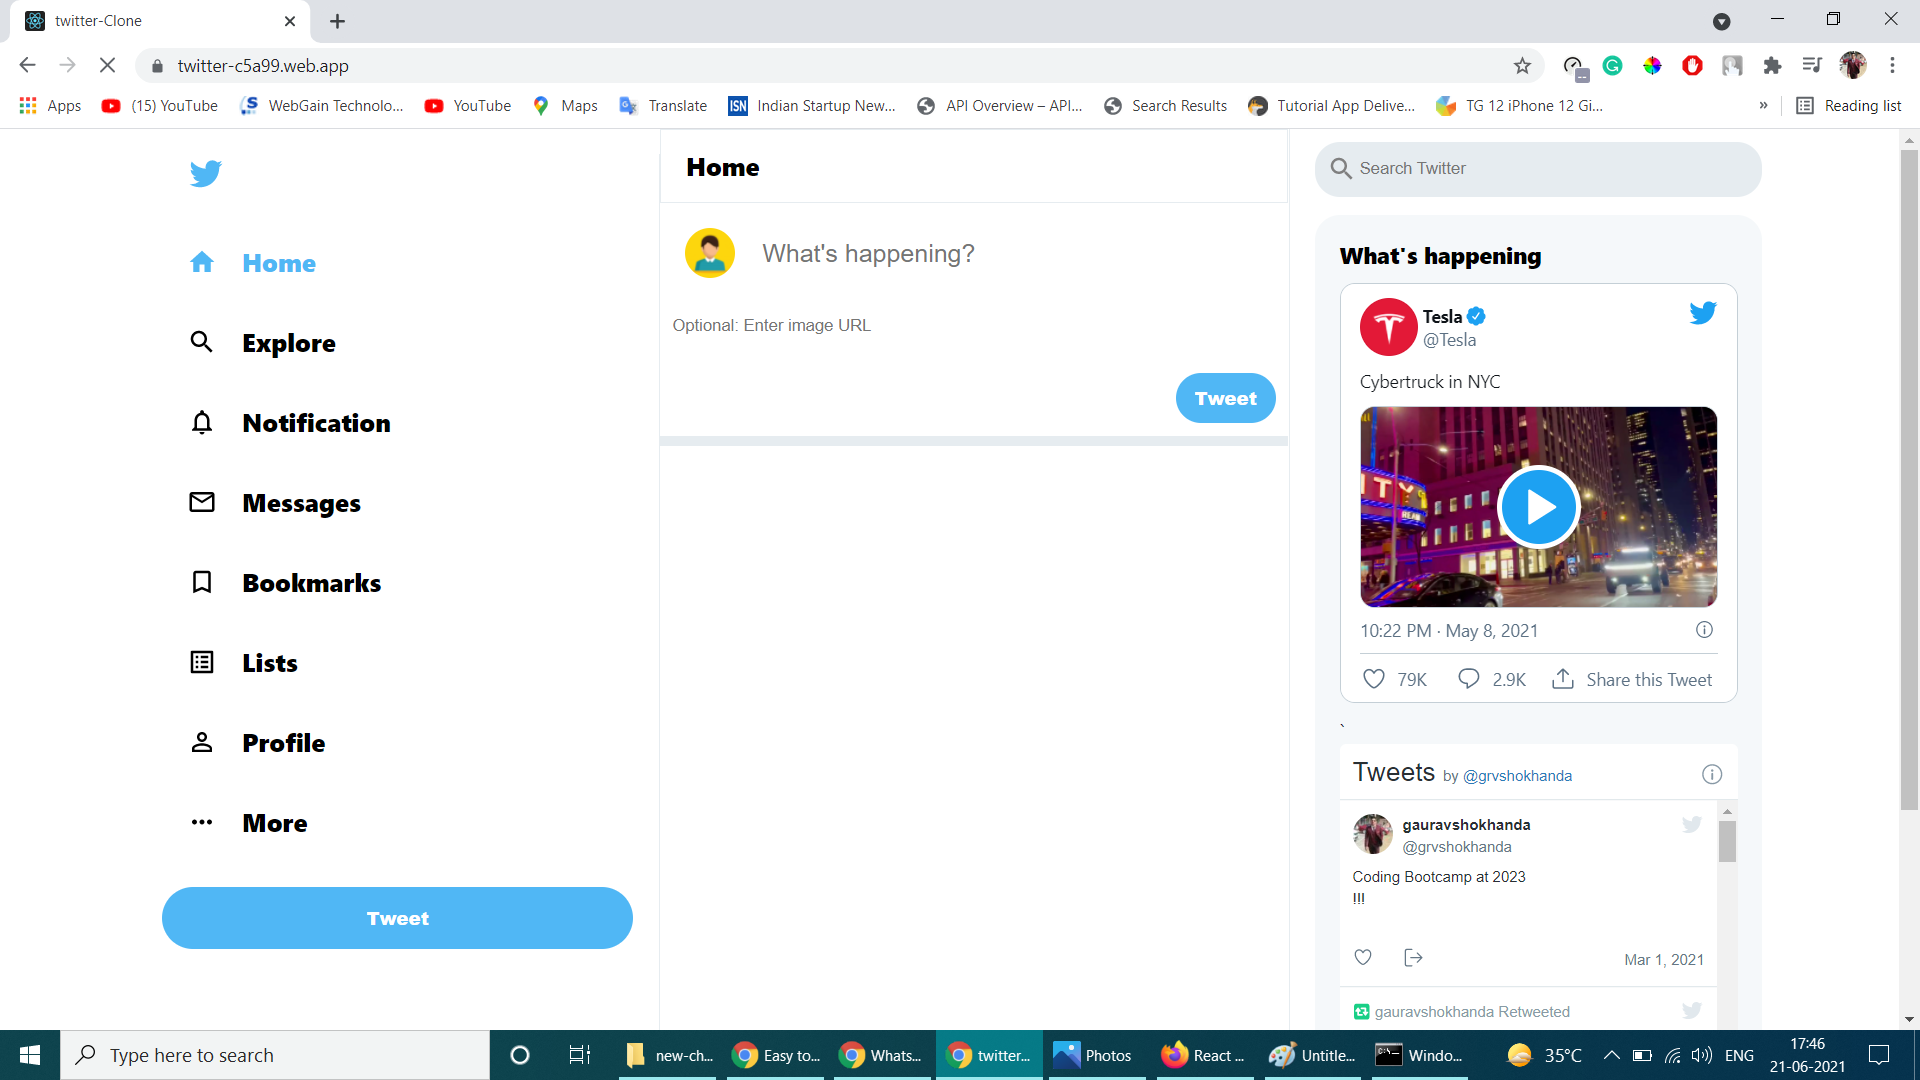 twitter-Clone
twitter-c5a99.web.app
Apps
(15) YouTube
WebGain Technolo...
YouTube
Maps
Translate
ISN
Indian Startup New...
API Overview – API...
Search Results
Tutorial App Delive...
TG 12 iPhone 12 Gi...
»
Reading list
Home
Explore
Notification
Messages
Bookmarks
Lists
Profile
More
Tweet
Home
What's happening?
Optional: Enter image URL
Tweet
Search Twitter
What's happening
Tesla
@Tesla
Cybertruck in NYC
10:22 PM · May 8, 2021
79K
2.9K
Share this Tweet
`
Tweets by @grvshokhanda
gauravshokhanda
@grvshokhanda
Coding Bootcamp at 2023
!!!
Mar 1, 2021
gauravshokhanda Retweeted
Type here to search
new-ch...
Easy to...
Whats...
twitter...
Photos
React ...
Untitle...
Windo...
35°C
ENG
17:46
21-06-2021